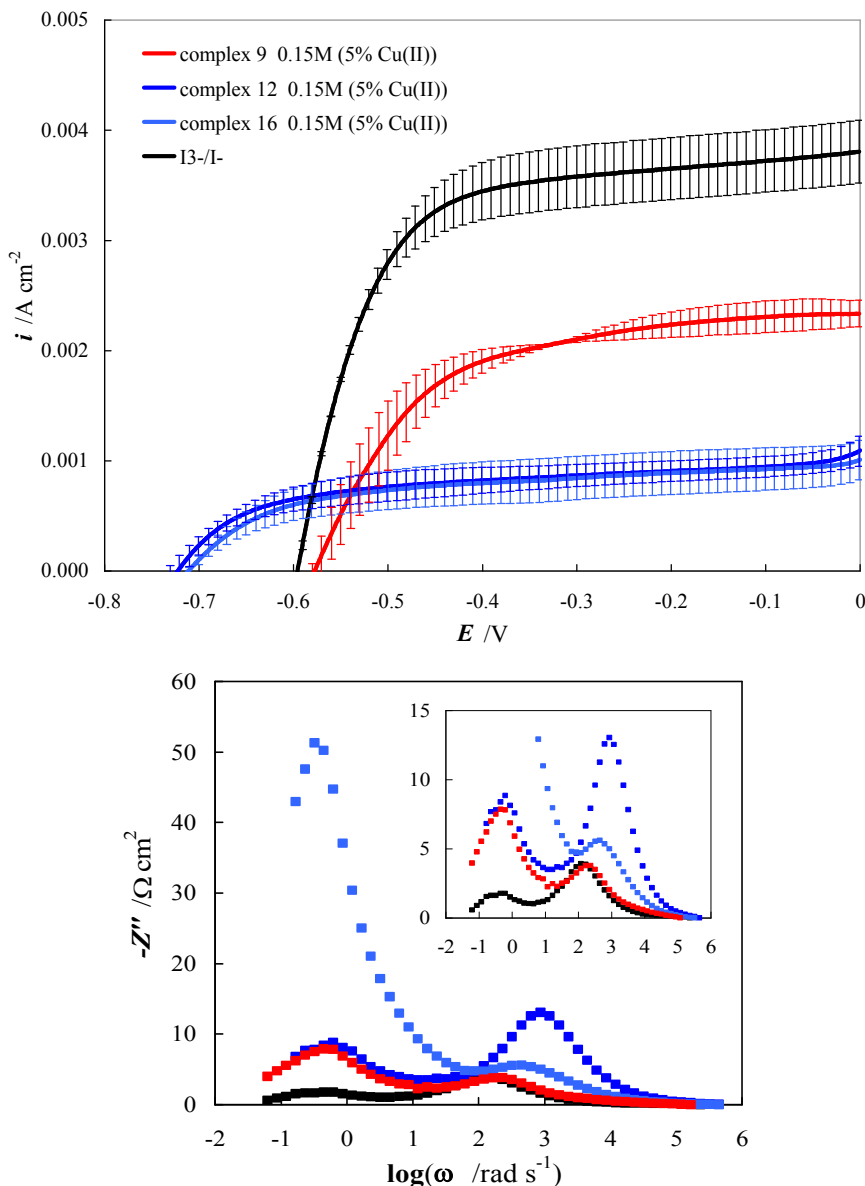 0.005
complex 9 0.15M (5% Cu(II))
complex 12 0.15M (5% Cu(II))
complex 16 0.15M (5% Cu(II))
I3-/I-
0.004
0.003
0.002
0.001
0.000
i /A cm-2
-0.8 -0.7 -0.6 -0.5 -0.4 -0.3 -0.2 -0.1 0
E /V
60
50
40
30
20
10
0
-Z" /Ω cm2
15
10
5
0
-2 -1 0 1 2 3 4 5 6
-2 -1 0 1 2 3 4 5 6
log(ω /rad s-1)